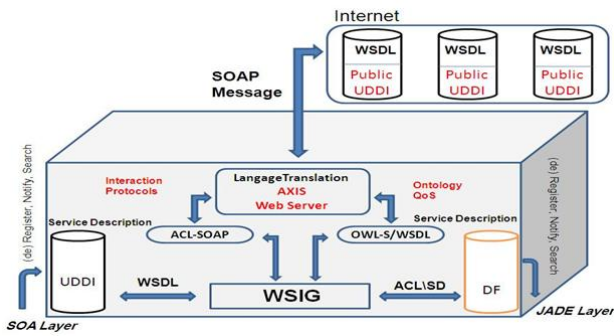 Internet
WSDL
Public
UDDI
WSDL
Public
UDDI
WSDL
Public
UDDI
SOAP
Message
(de) Register, Notify, Search
Interaction
Protocols
LangageTranslation
AXIS
Web Server
Ontology
QoS
Service Description
ACL-SOAP
OWL-S/WSDL
Service Description
(de) Register, Notify, Search
UDDI
WSDL
WSIG
ACL\SD
DF
SOA Layer
JADE Layer